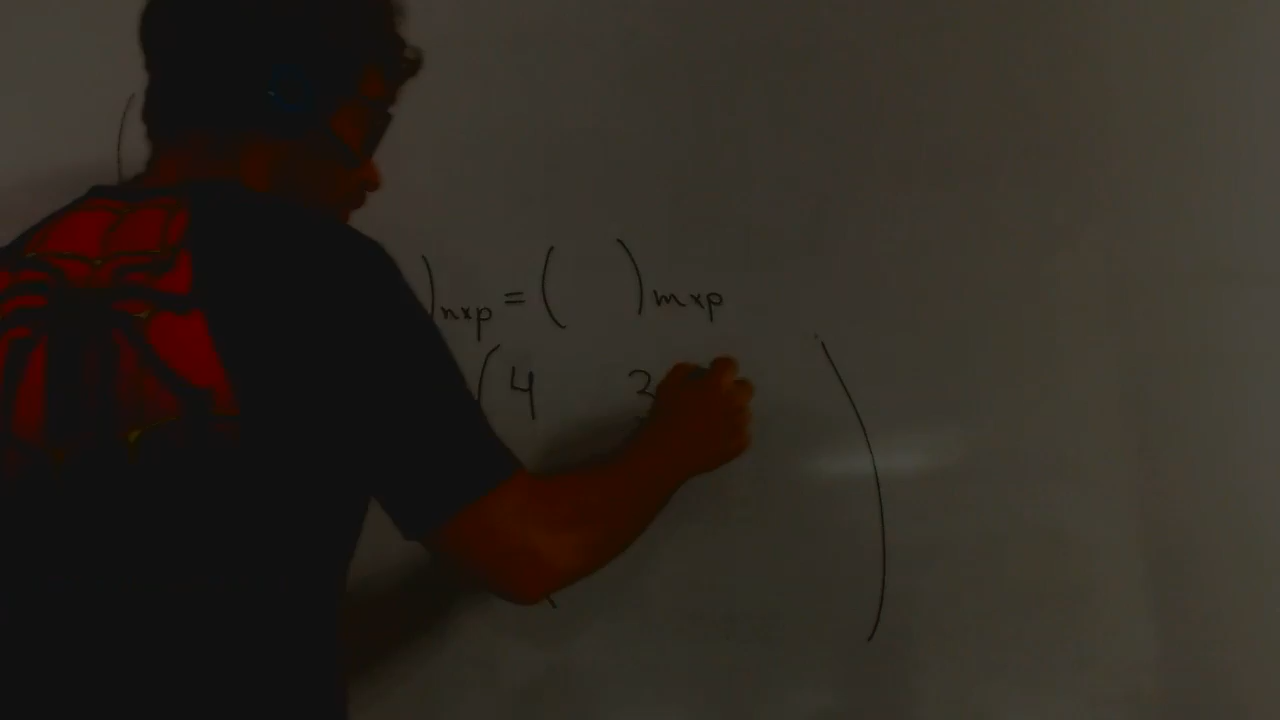 )nxp = ( )mxp
( 4 3 )